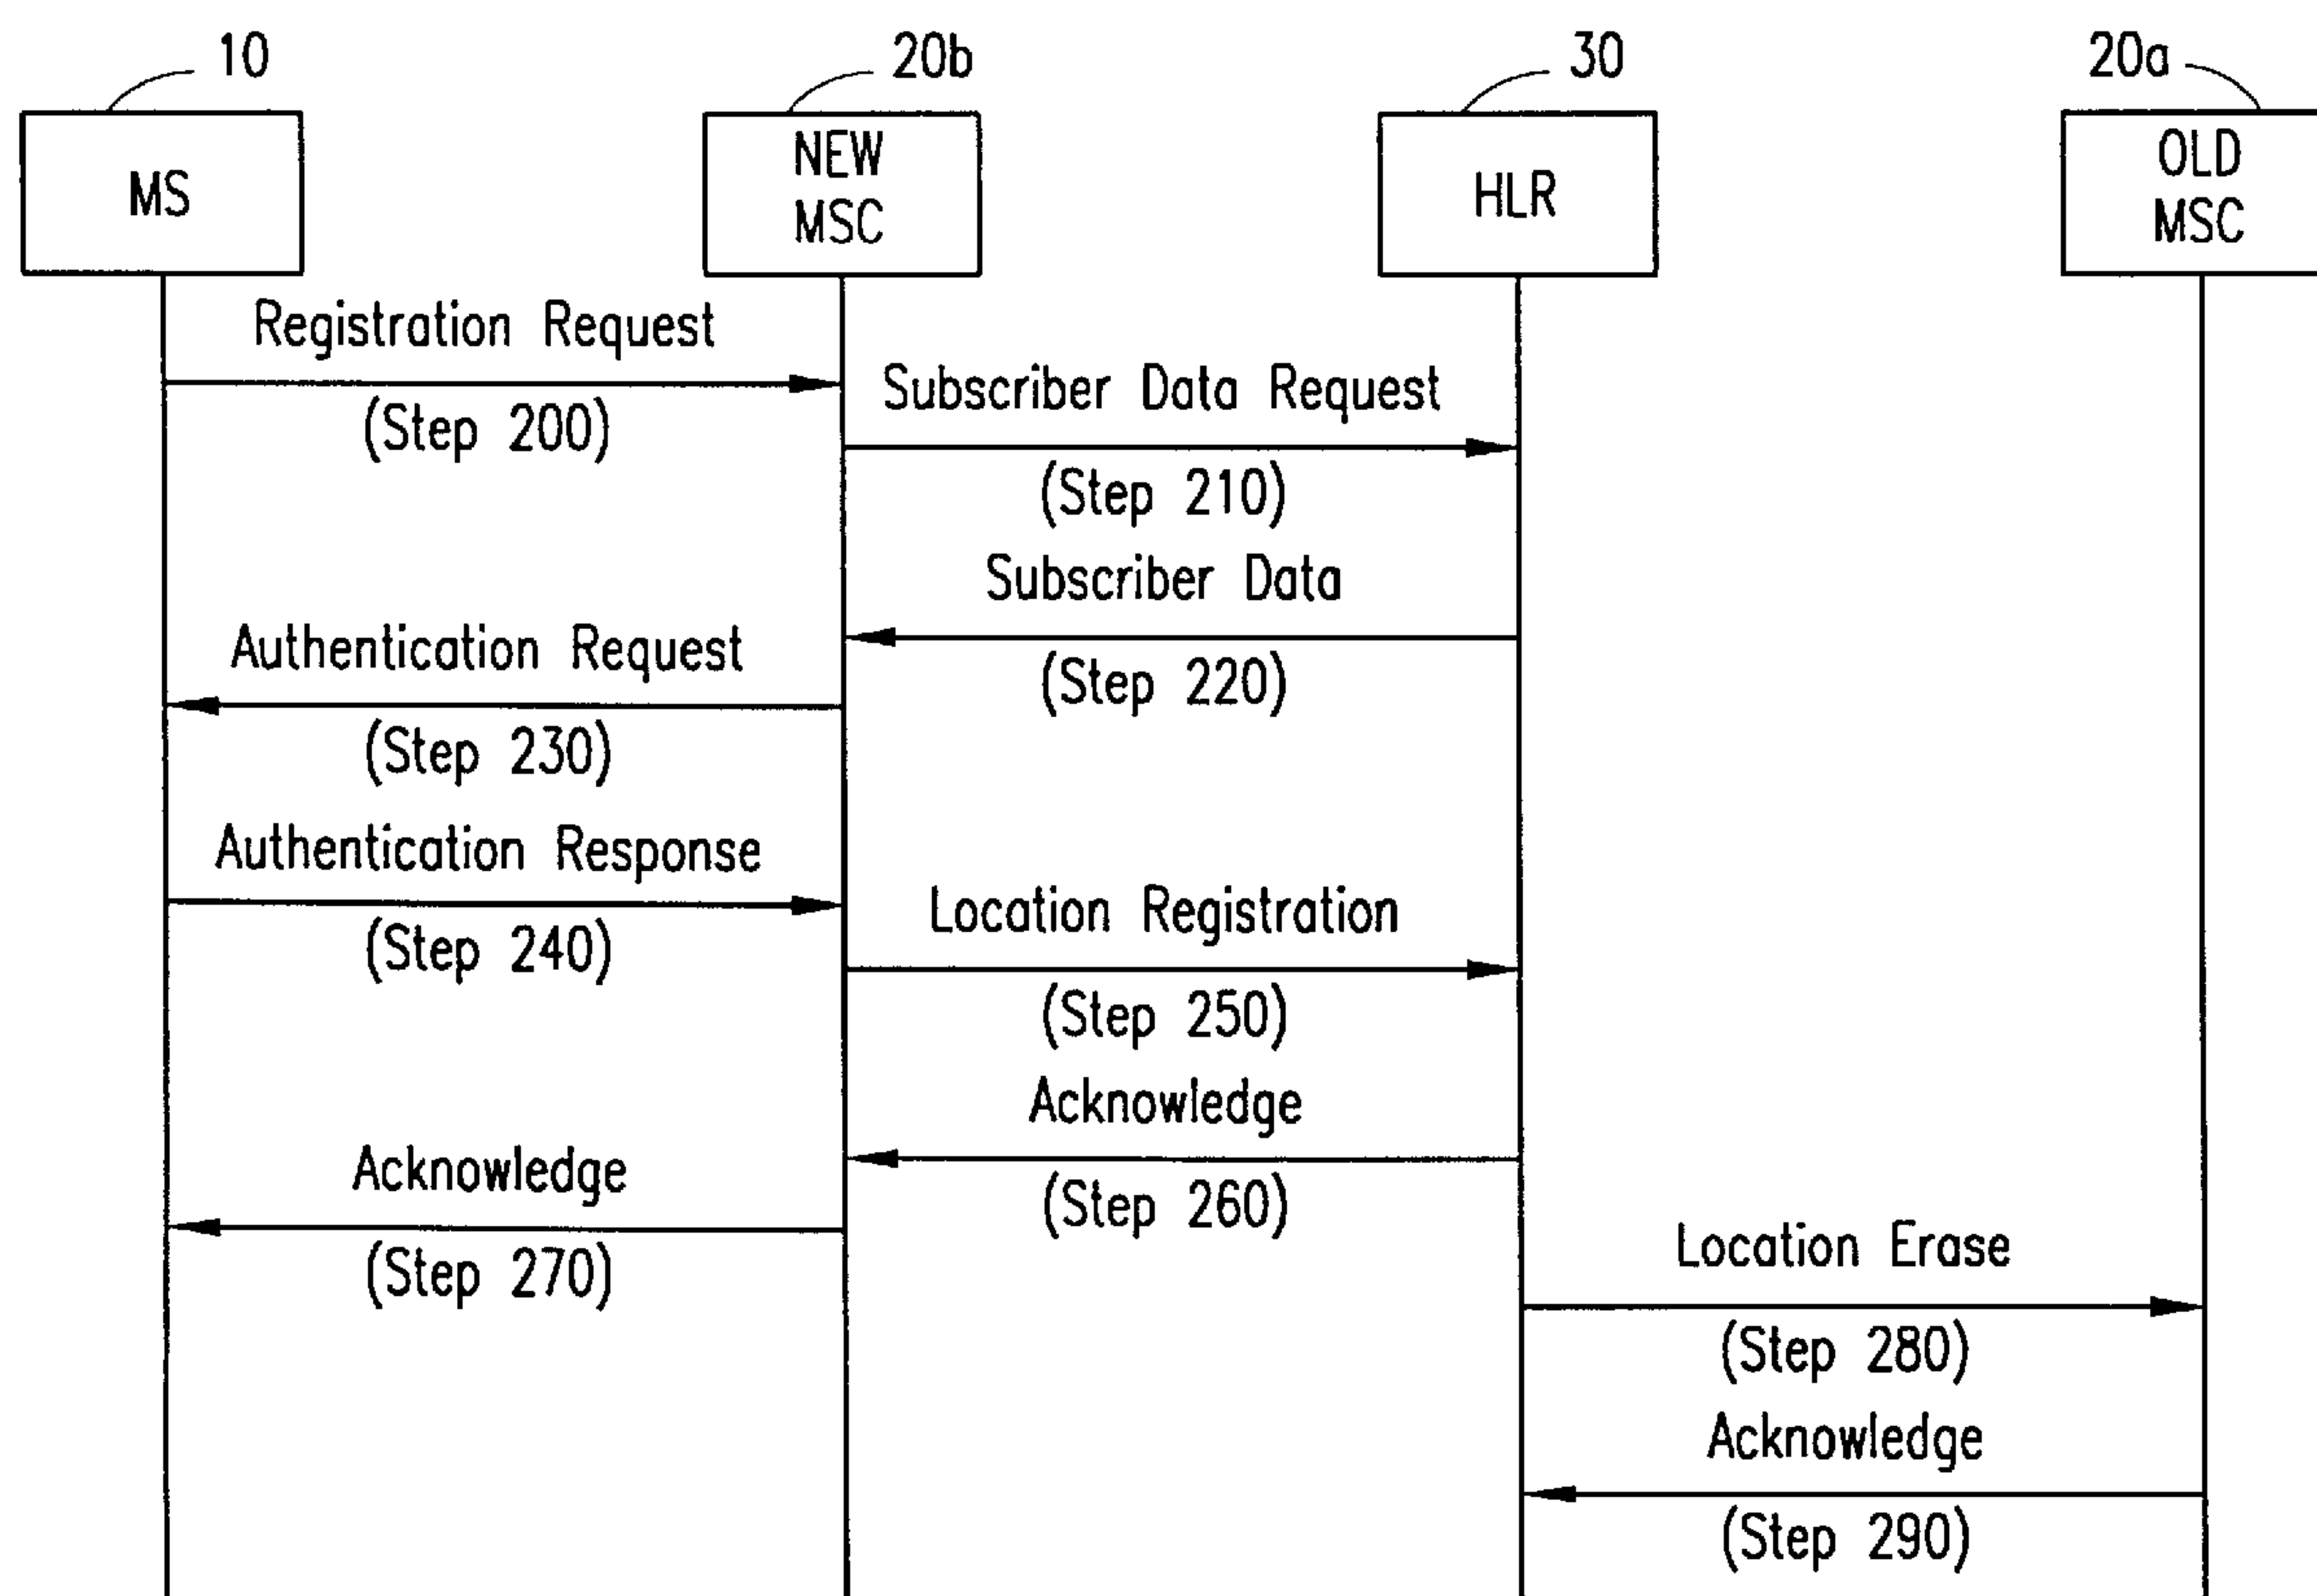 10
20b
30
20a
MS
NEW
MSC
HLR
OLD
MSC
Registration Request
(Step 200)
Subscriber Data Request
(Step 210)
Subscriber Data
(Step 220)
Authentication Request
(Step 230)
Authentication Response
(Step 240)
Location Registration
(Step 250)
Acknowledge
(Step 260)
Acknowledge
(Step 270)
Location Erase
(Step 280)
Acknowledge
(Step 290)